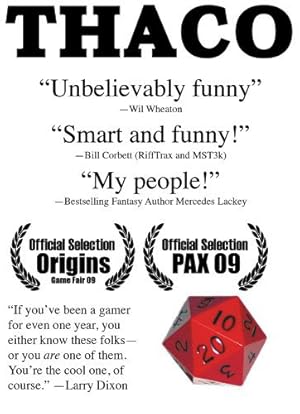 THACO
“Unbelievably funny”
—Wil Wheaton
“Smart and funny!”
—Bill Corbett (RiffTrax and MST3k)
“My people!”
—Bestselling Fantasy Author Mercedes Lackey
Official Selection
Origins
Game Fair 09
Official Selection
PAX 09
“If you've been a gamer
for even one year, you
either know these folks—
or you are one of them.
You're the cool one, of
course.” —Larry Dixon
10
20
2